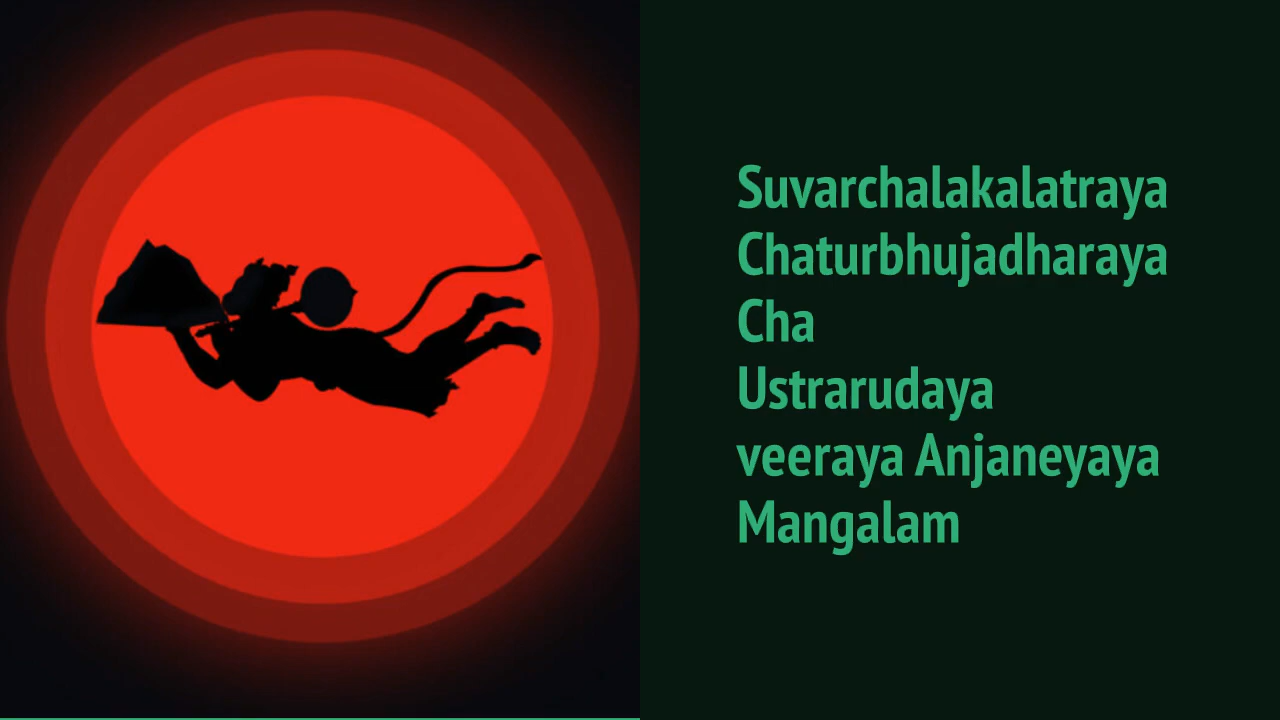 Suvarchalakalatraya
Chaturbhujadharaya
Cha
Ustrarudaya
veeraya Anjaneyaya
Mangalam